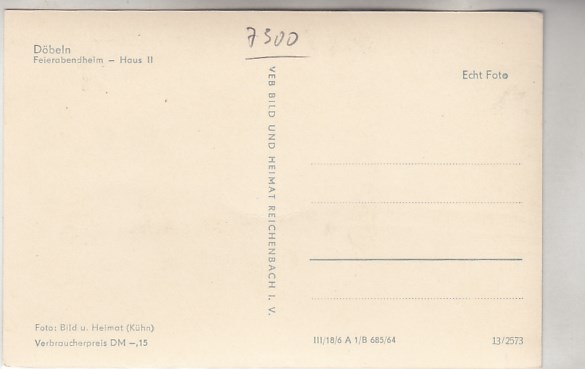 7300
Döbeln
Feierabendheim – Haus II
Echt Foto
VEB BILD UND HEIMAT REICHENBACH I. V.
Foto: Bild u. Heimat (Kühn)
Verbraucherpreis DM –,15
III/18/6 A 1/B 685/64
13/2573